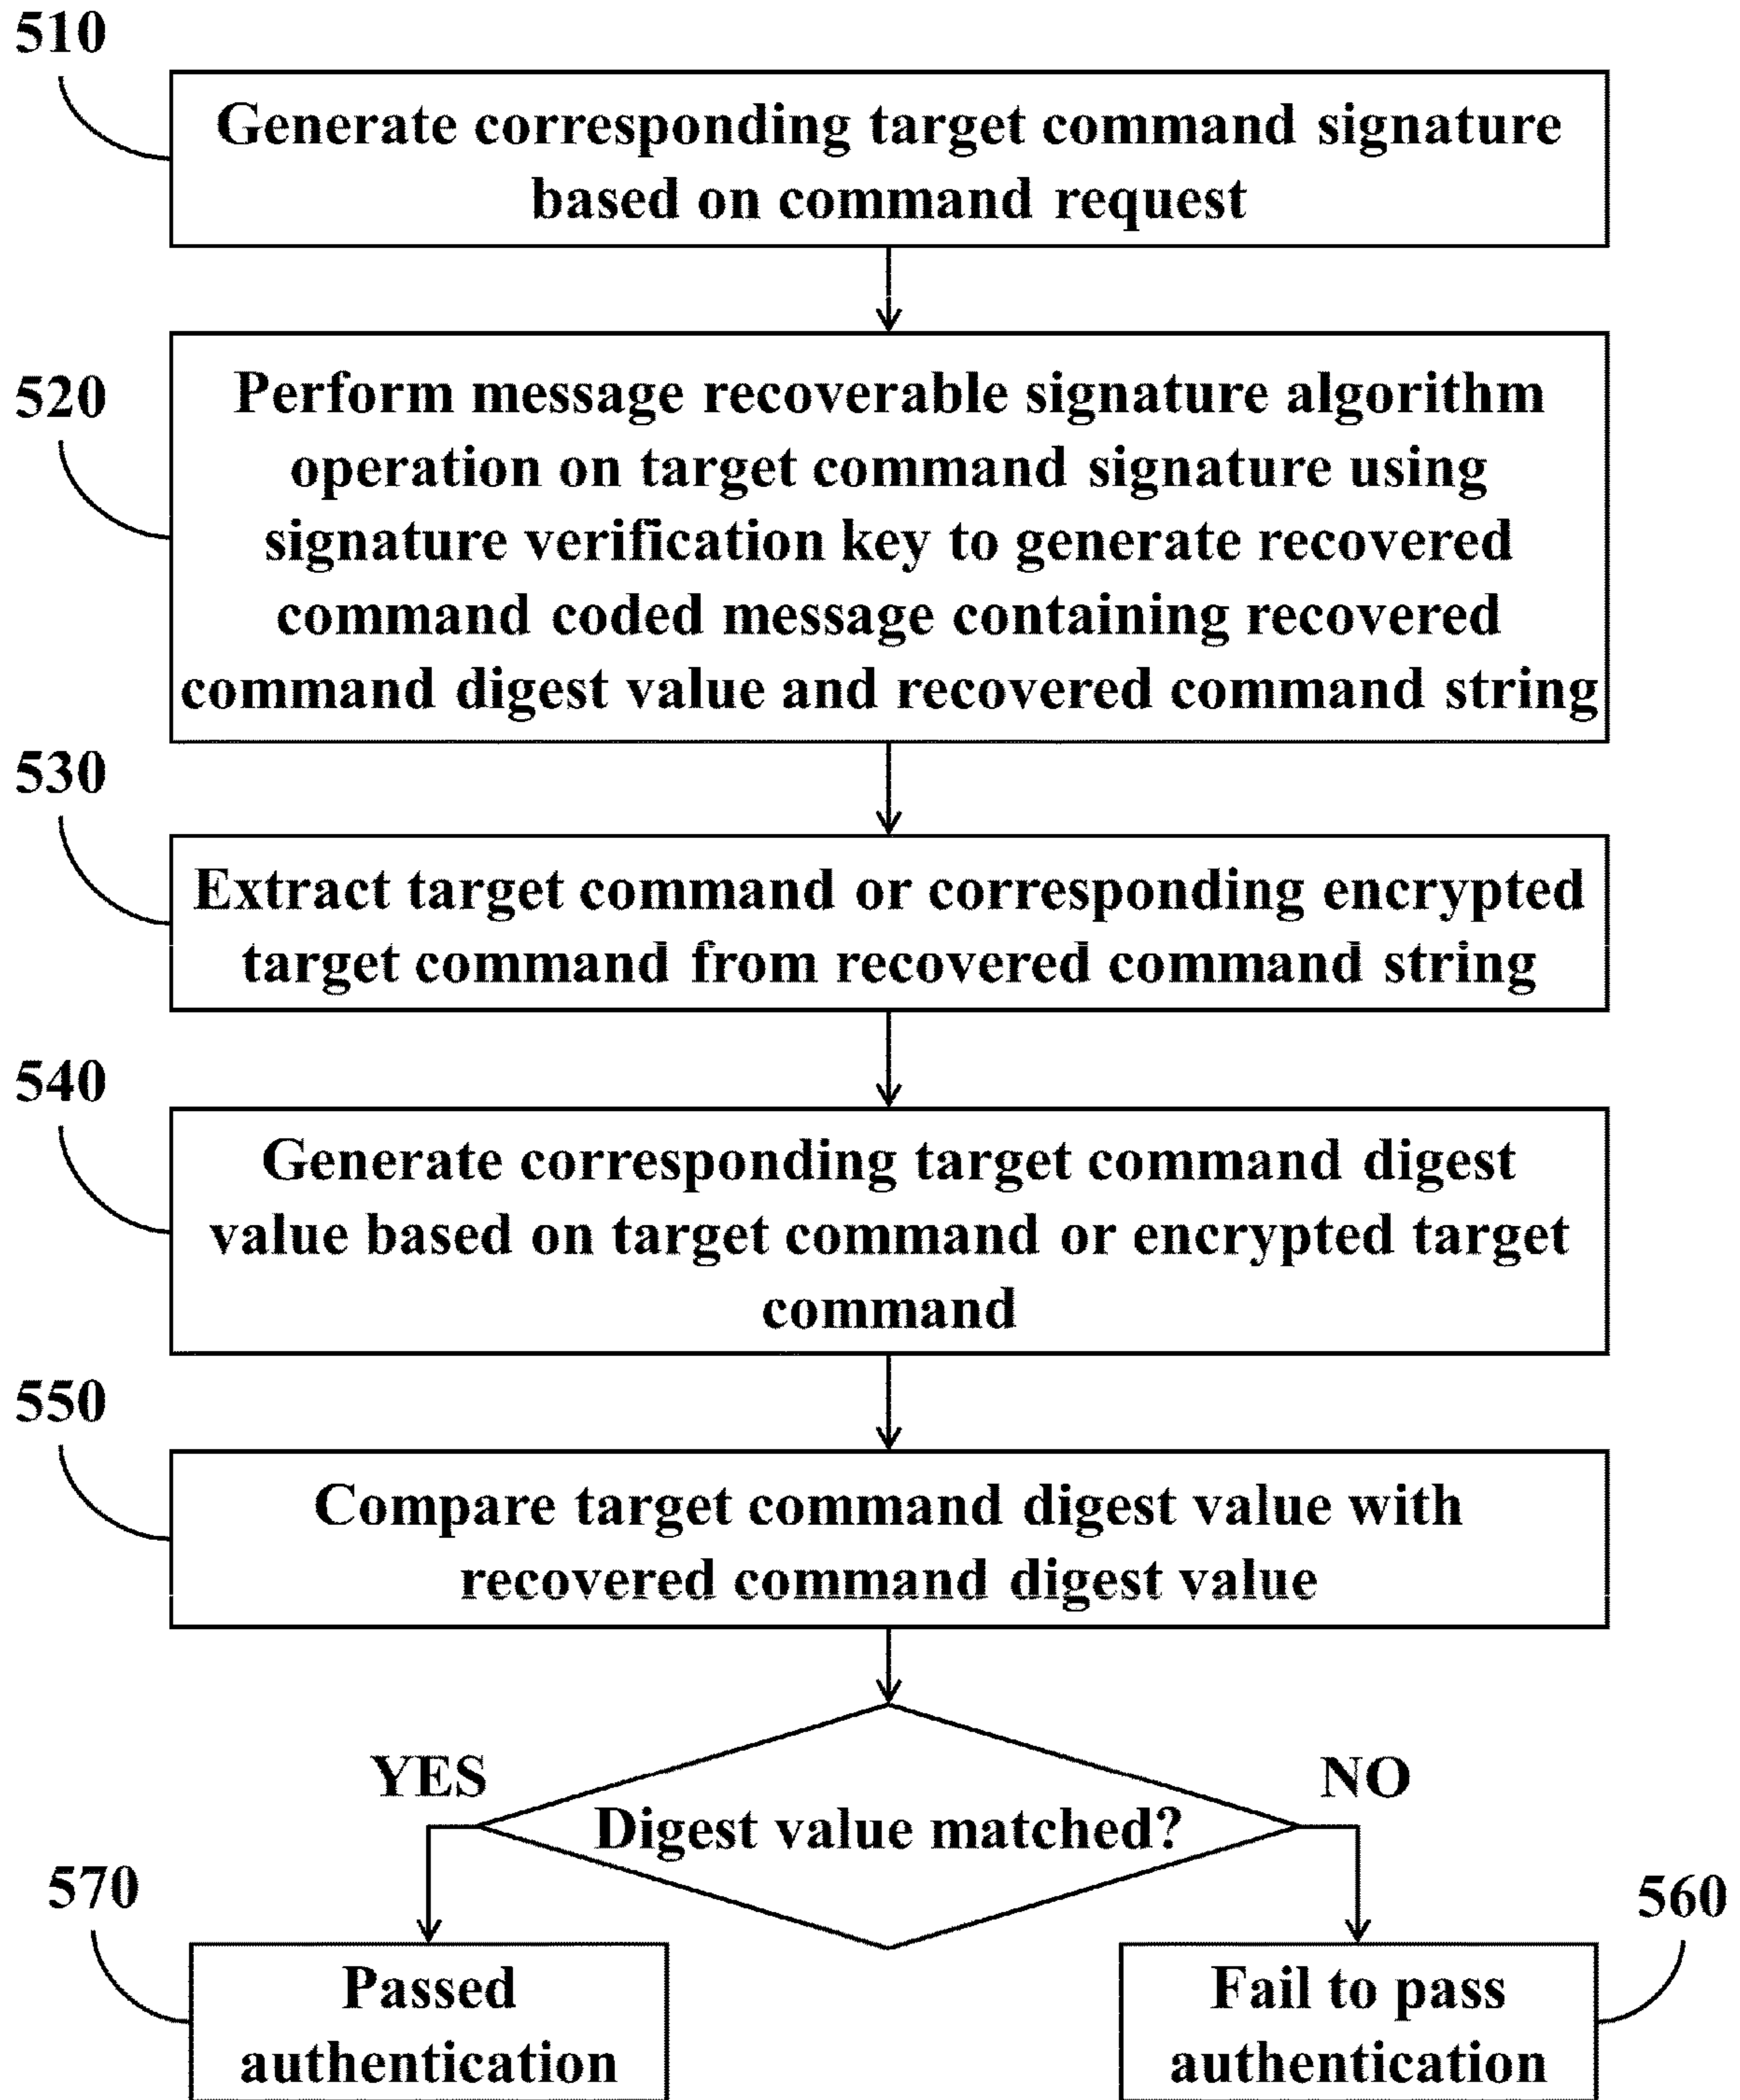 510
Generate corresponding target command signature
based on command request
520
Perform message recoverable signature algorithm
operation on target command signature using
signature verification key to generate recovered
command coded message containing recovered
command digest value and recovered command string
530
Extract target command or corresponding encrypted
target command from recovered command string
540
Generate corresponding target command digest
value based on target command or encrypted target
command
550
Compare target command digest value with
recovered command digest value
YES
NO
Digest value matched?
570
560
Passed
authentication
Fail to pass
authentication